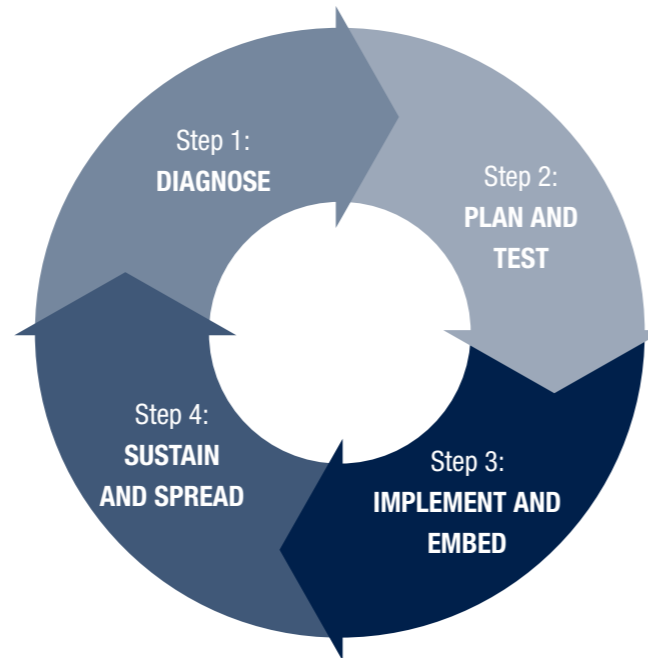 Step 1:
DIAGNOSE
Step 2:
PLAN AND
TEST
Step 3:
IMPLEMENT AND
EMBED
Step 4:
SUSTAIN
AND SPREAD